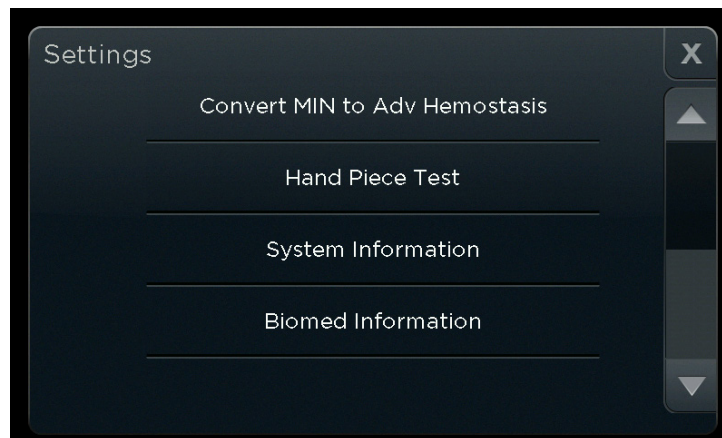 Settings
X
Convert MIN to Adv Hemostasis
Hand Piece Test
System Information
Biomed Information